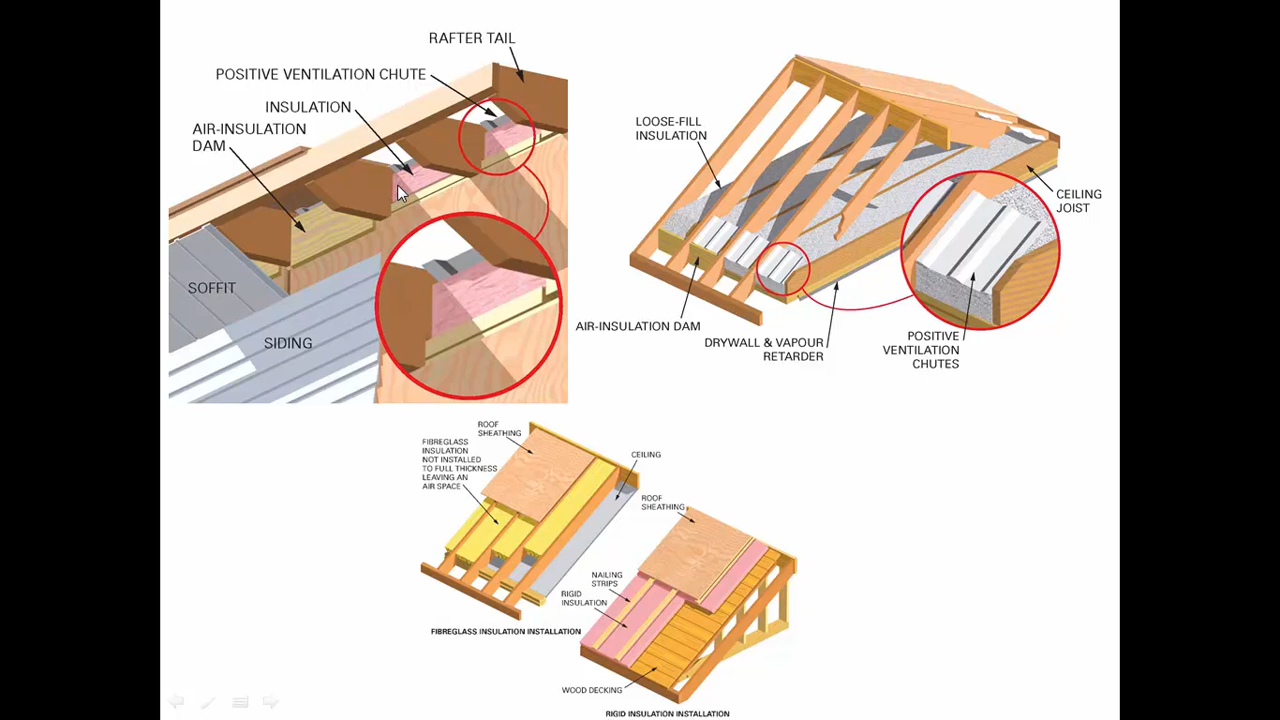 RAFTER TAIL
POSITIVE VENTILATION CHUTE
INSULATION
AIR-INSULATION
DAM
SOFFIT
SIDING
LOOSE-FILL
INSULATION
CEILING
JOIST
AIR-INSULATION DAM
DRYWALL & VAPOUR
RETARDER
POSITIVE
VENTILATION
CHUTES
ROOF
SHEATHING
FIBREGLASS
INSULATION
NOT INSTALLED
TO FULL THICKNESS
LEAVING AN
AIR SPACE
CEILING
FIBREGLASS INSULATION INSTALLATION
ROOF
SHEATHING
NAILING
STRIPS
RIGID
INSULATION
WOOD DECKING
RIGID INSULATION INSTALLATION